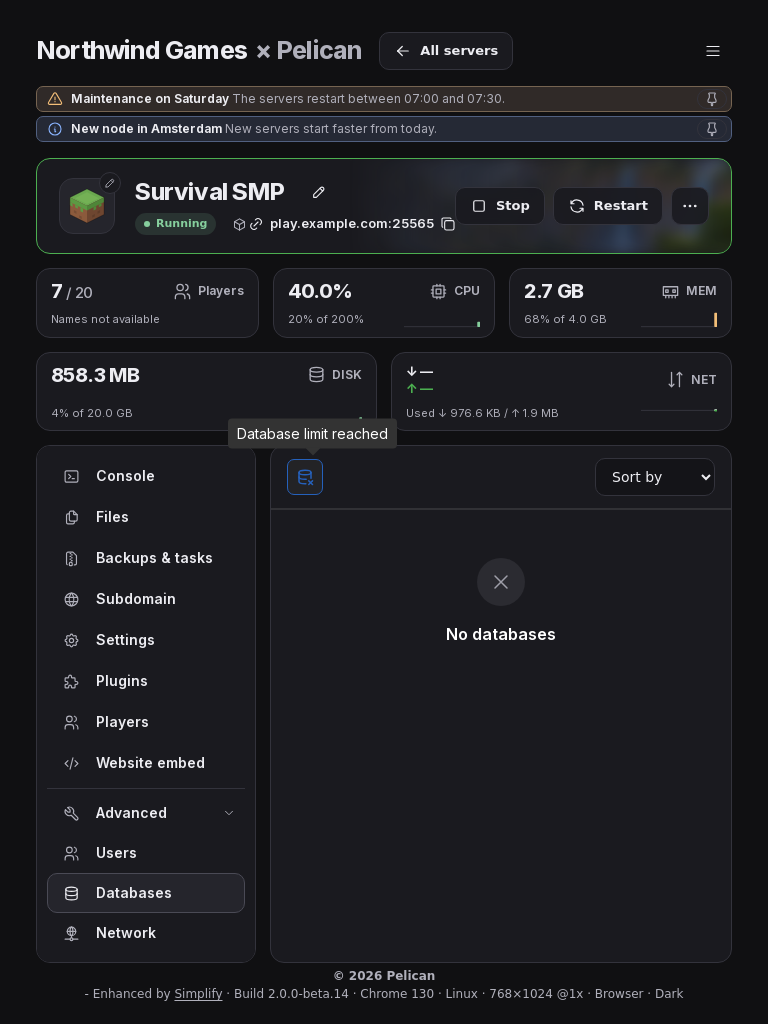 Northwind Games × Pelican
All servers
Maintenance on Saturday The servers restart between 07:00 and 07:30.
New node in Amsterdam New servers start faster from today.
Survival SMP
Running
play.example.com:25565
Stop
Restart
7 / 20
Players
Names not available
40.0%
CPU
20% of 200%
2.7 GB
MEM
68% of 4.0 GB
858.3 MB
DISK
4% of 20.0 GB
↓ —
↑ —
NET
Used ↓ 976.6 KB / ↑ 1.9 MB
Database limit reached
Sort by
No databases
Console
Files
Backups & tasks
Subdomain
Settings
Plugins
Players
Website embed
Advanced
Users
Databases
Network
© 2026 Pelican
- Enhanced by Simplify · Build 2.0.0-beta.14 · Chrome 130 · Linux · 768×1024 @1x · Browser · Dark